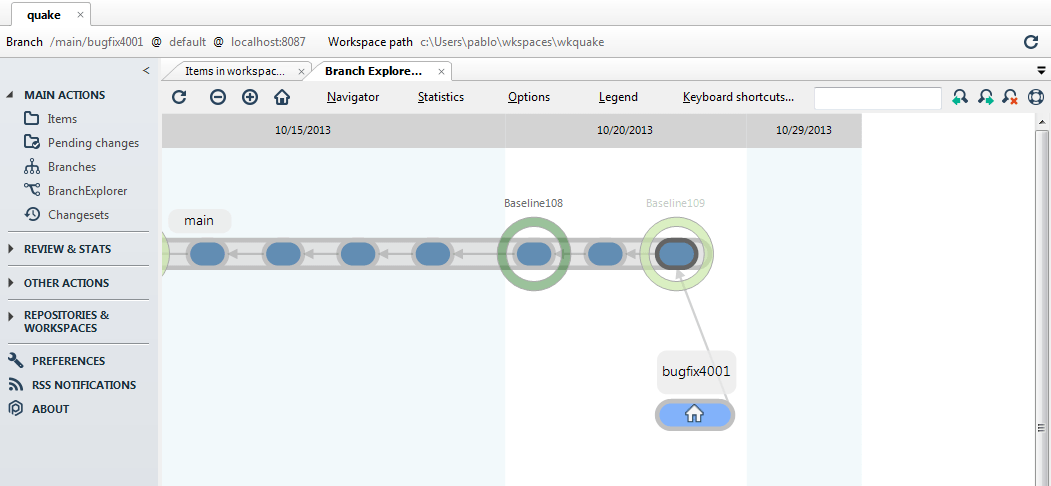 quake
Branch /main/bugfix4001 @ default @ localhost:8087 Workspace path c:\Users\pablo\wkspaces\wkquake
Items in workspac...
Branch Explore...
MAIN ACTIONS
Items
Pending changes
Branches
BranchExplorer
Changesets
REVIEW & STATS
OTHER ACTIONS
REPOSITORIES &
WORKSPACES
PREFERENCES
RSS NOTIFICATIONS
ABOUT
Navigator Statistics Options Legend Keyboard shortcuts...
10/15/2013 10/20/2013 10/29/2013
Baseline108 Baseline109
main
bugfix4001